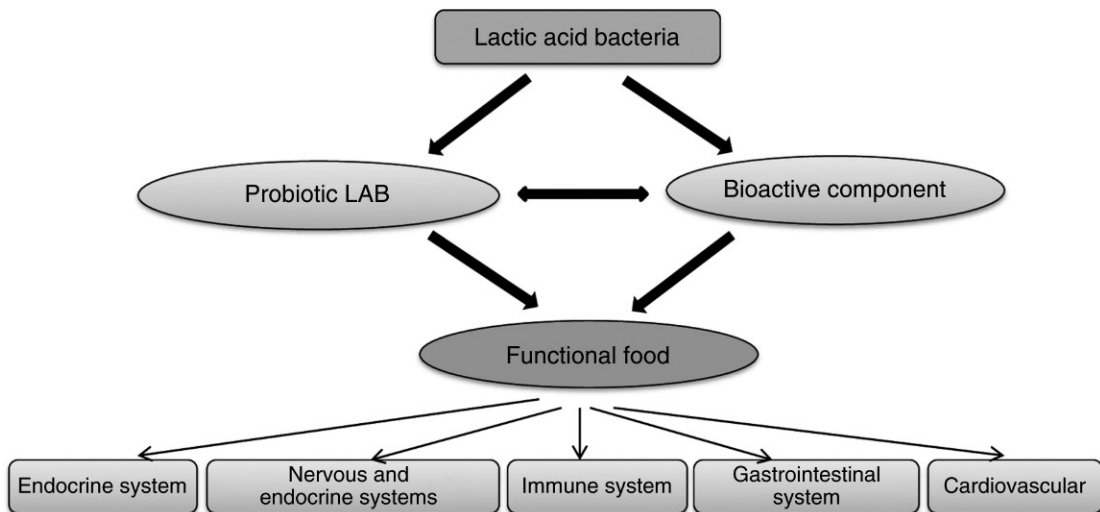 Lactic acid bacteria
Probiotic LAB
Bioactive component
Functional food
Endocrine system
Nervous and
endocrine systems
Immune system
Gastrointestinal
system
Cardiovascular